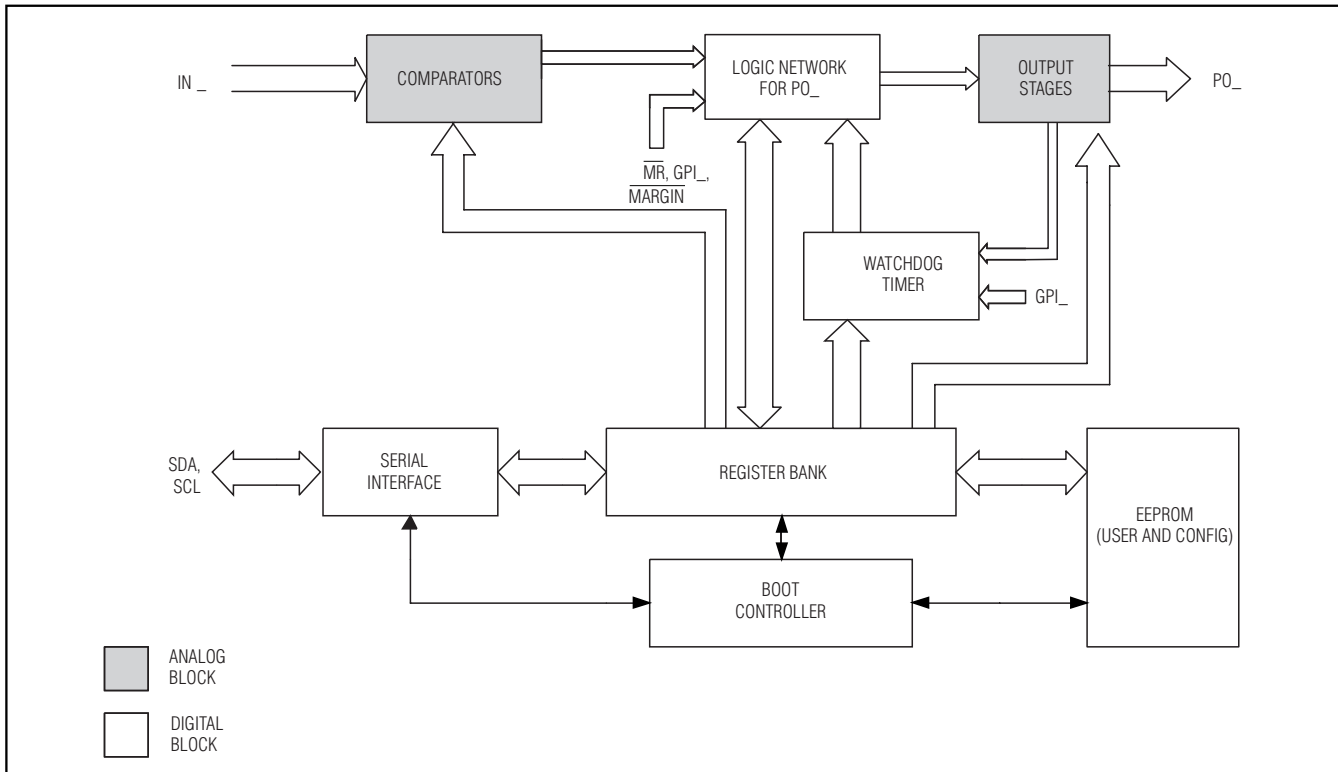 IN _
COMPARATORS
LOGIC NETWORK
FOR PO_
OUTPUT
STAGES
PO_
MR, GPI_,
MARGIN
WATCHDOG
TIMER
GPI_
SDA,
SCL
SERIAL
INTERFACE
REGISTER BANK
EEPROM
(USER AND CONFIG)
BOOT
CONTROLLER
ANALOG
BLOCK
DIGITAL
BLOCK